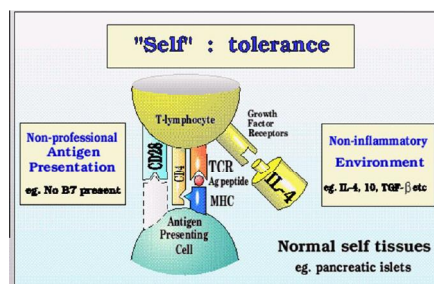 "Self" : tolerance
T-lymphocyte
Growth
Factor
Receptors
Non-professional
Antigen
Presentation
eg. No B7 present
CD28
CD4
TCR
Ag peptide
MHC
IL-4
Non-inflammatory
Environment
eg. IL-4, 10, TGF-β etc
Antigen
Presenting
Cell
Normal self tissues
eg. pancreatic islets